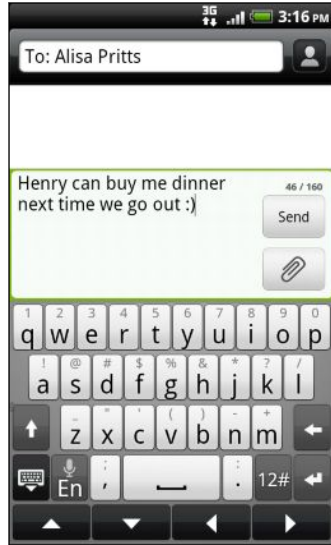 3G 3:16 PM
To: Alisa Pritts
Henry can buy me dinner
next time we go out :)
46 / 160
Send
1 2 3 4 5 6 7 8 9 0
q w e r t y u i o p
! @ # $ % & * ? /
a s d f g h j k l
_ " ' ( ) - +
z x c v b n m
En ; , : . 12#